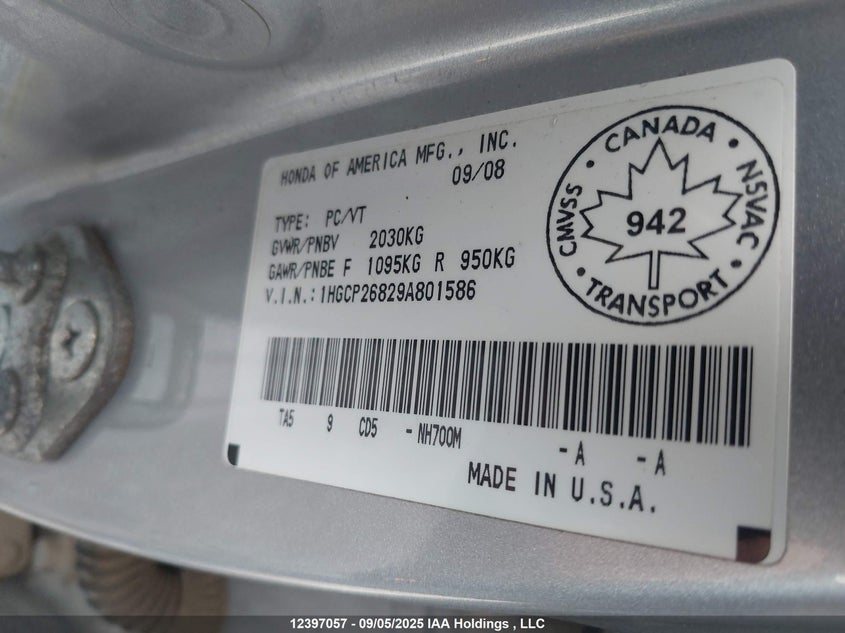 HONDA OF AMERICA MFG., INC.
09/08
TYPE: PC/VT
GVWR/PNBV 2030KG
GAWR/PNBE F 1095KG R 950KG
V.I.N.:1HGCP26829A801586
CANADA
CMVSS
942
NSVAC
TRANSPORT
TA5 9 CD5 -NH700M -A -A
MADE IN U.S.A.
12397057 - 09/05/2025 IAA Holdings , LLC